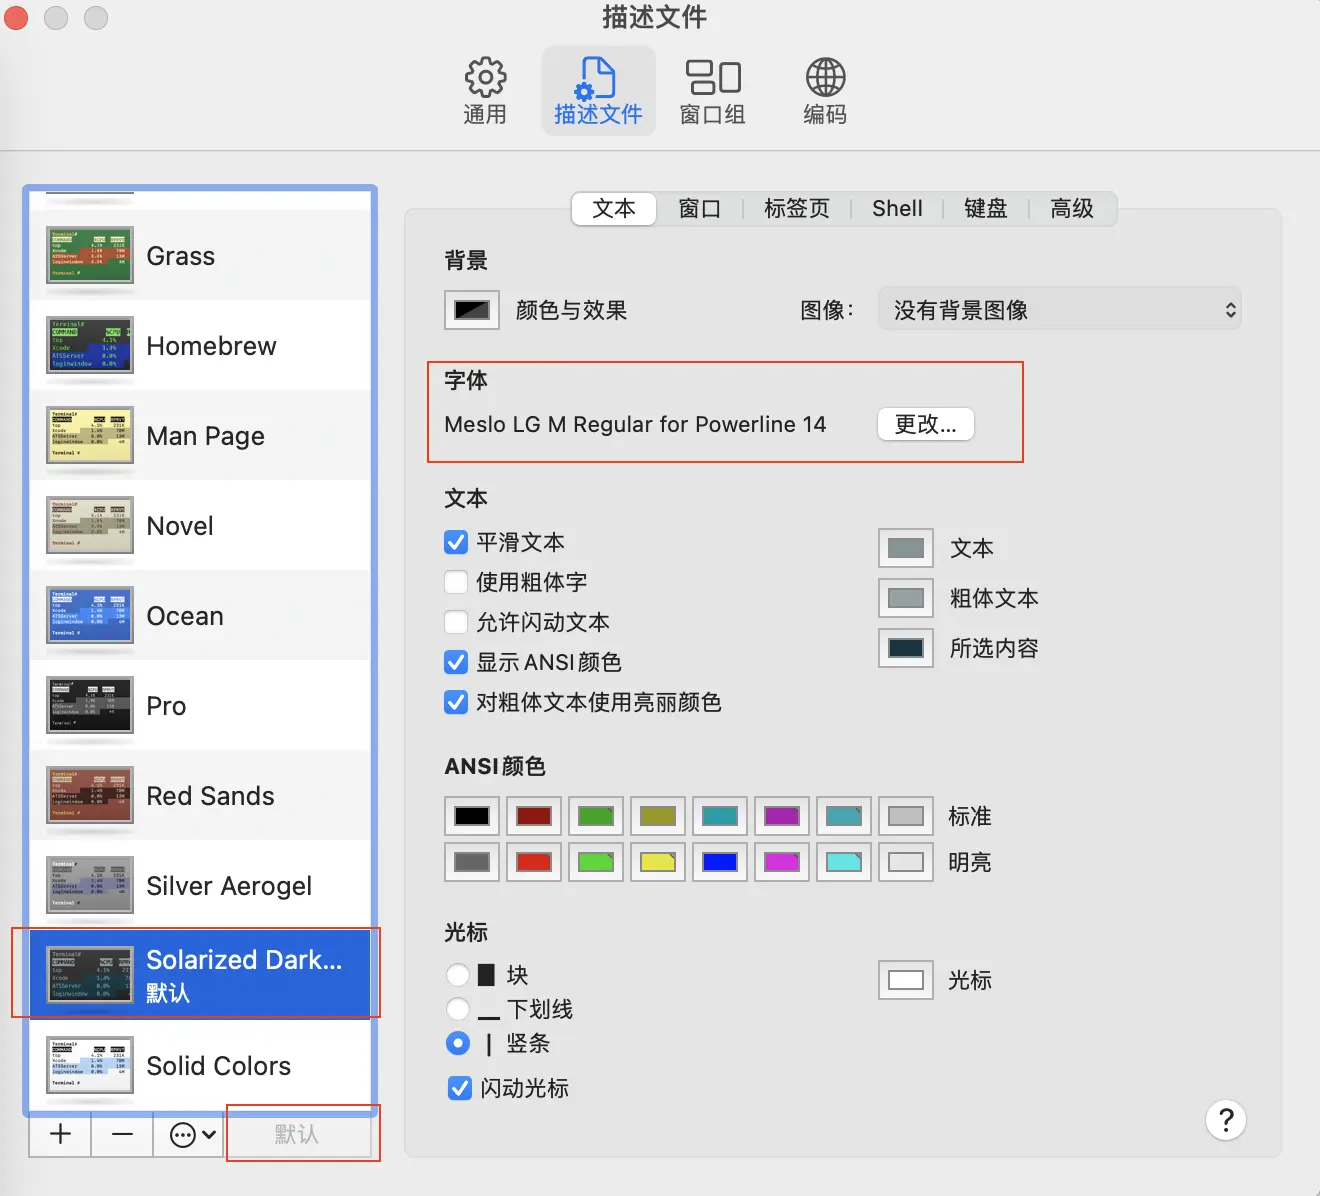 描述文件
通用
描述文件
窗口组
编码
Grass
Homebrew
Man Page
Novel
Ocean
Pro
Red Sands
Silver Aerogel
Solarized Dark...
默认
Solid Colors
默认
文本
窗口
标签页
Shell
键盘
高级
背景
颜色与效果
图像：
没有背景图像
字体
Meslo LG M Regular for Powerline 14
更改...
文本
平滑文本
使用粗体字
允许闪动文本
显示 ANSI 颜色
对粗体文本使用亮丽颜色
文本
粗体文本
所选内容
ANSI 颜色
标准
明亮
光标
块
下划线
竖条
闪动光标
光标
?